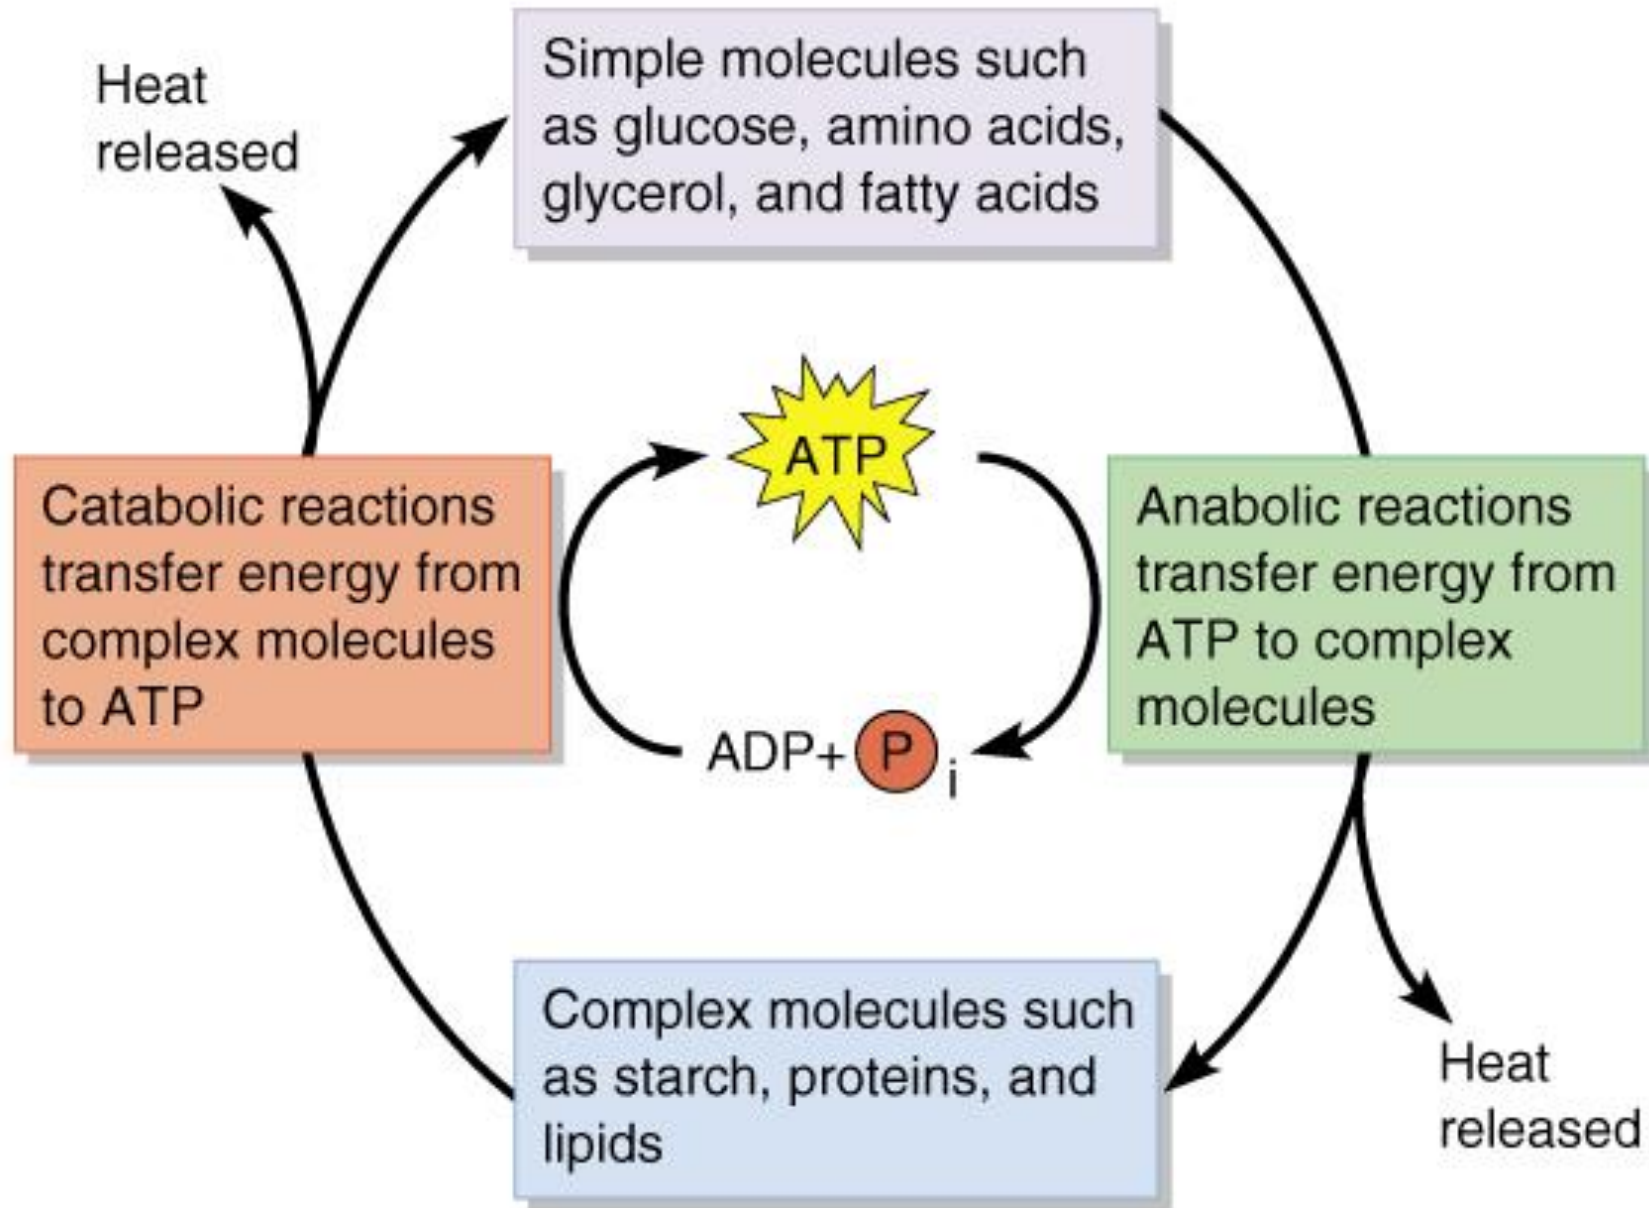 Heat
released
Simple molecules such
as glucose, amino acids,
glycerol, and fatty acids
ATP
Catabolic reactions
transfer energy from
complex molecules
to ATP
Anabolic reactions
transfer energy from
ATP to complex
molecules
ADP+ P i
Complex molecules such
as starch, proteins, and
lipids
Heat
released